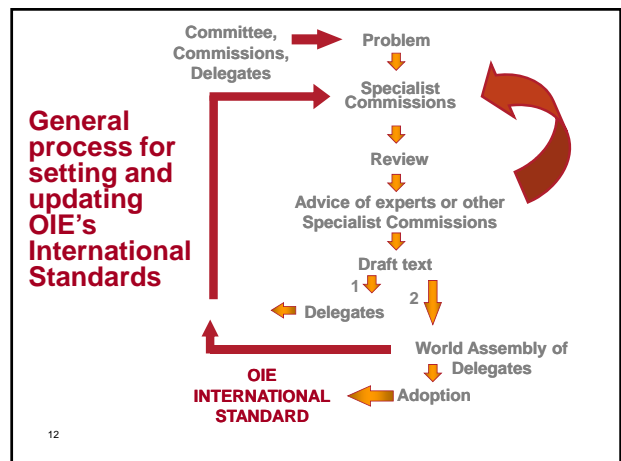 Committee,
Commissions,
Delegates
Problem
Specialist
Commissions
General
process for
setting and
updating
OIE's
International
Standards
Review
Advice of experts or other
Specialist Commissions
Draft text
1
2
Delegates
World Assembly of
Delegates
OIE
INTERNATIONAL
STANDARD
Adoption
12